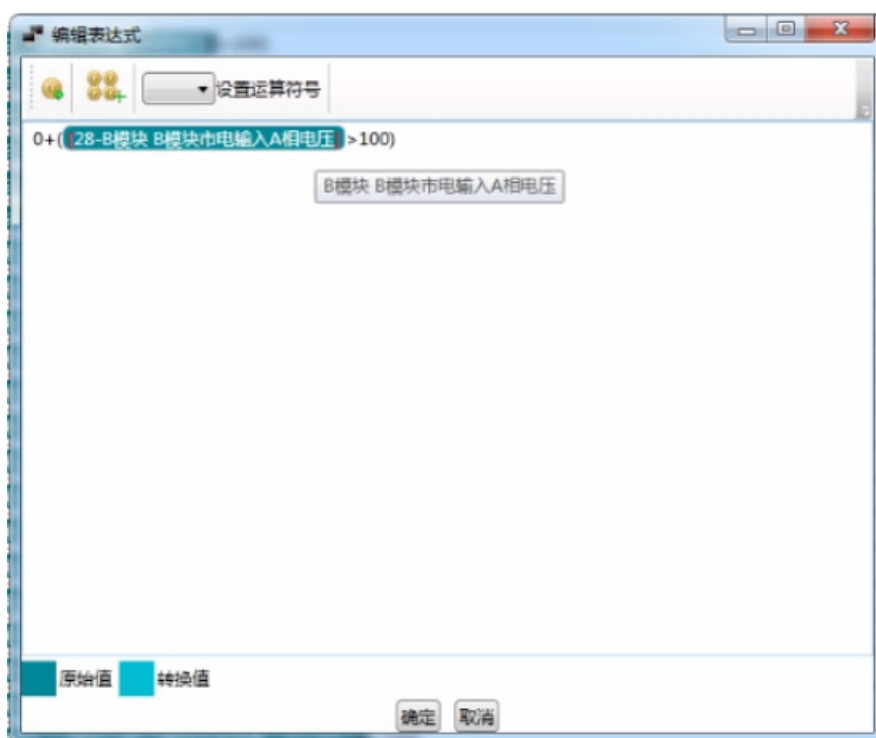 编辑表达式
设置运算符号
0+([28-B模块 B模块市电输入A相电压]>100)
B模块 B模块市电输入A相电压
原始值 转换值
确定 取消